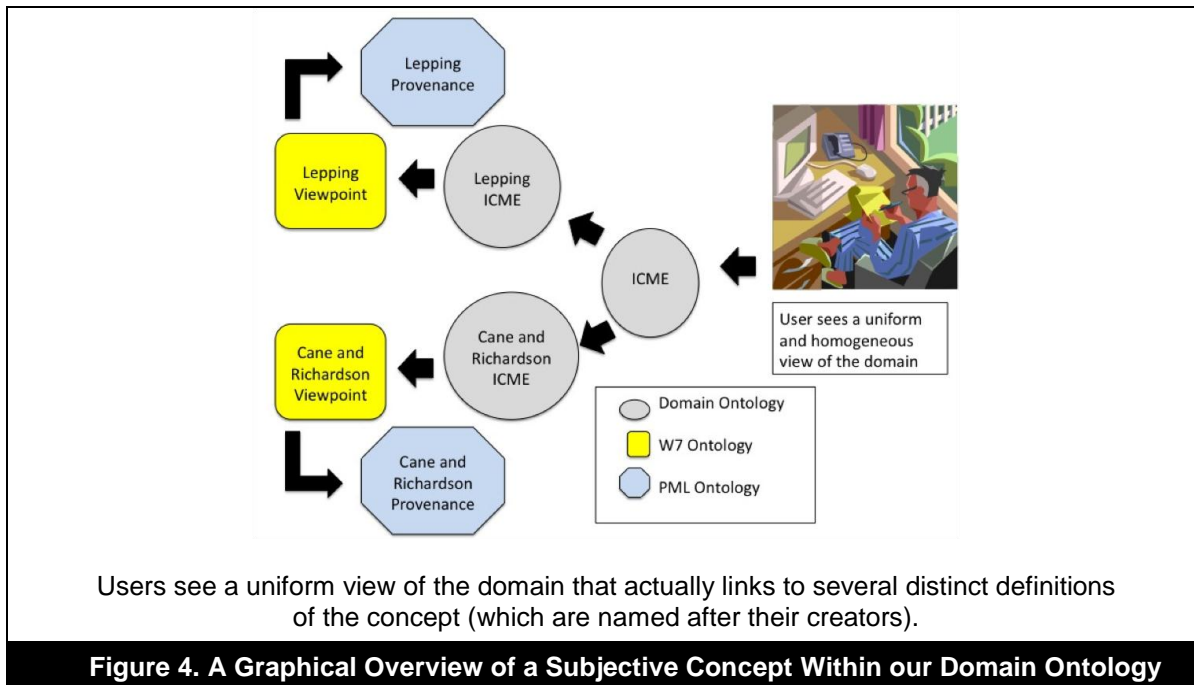 Lepping
Provenance
Lepping
Viewpoint
Lepping
ICME
ICME
Cane and
Richardson
ICME
Cane and
Richardson
Viewpoint
Cane and
Richardson
Provenance
User sees a uniform
and homogeneous
view of the domain
Domain Ontology
W7 Ontology
PML Ontology
Users see a uniform view of the domain that actually links to several distinct definitions
of the concept (which are named after their creators).
Figure 4. A Graphical Overview of a Subjective Concept Within our Domain Ontology